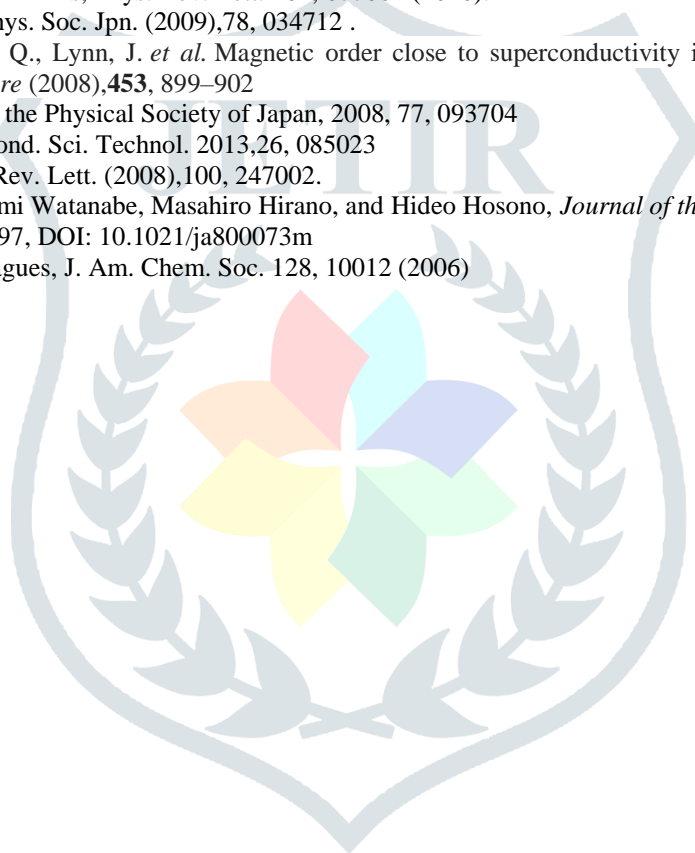 hys. Soc. Jpn. (2009),78, 034712 .
Q., Lynn, J. et al. Magnetic order close to superconductivity i
re (2008),453, 899–902
the Physical Society of Japan, 2008, 77, 093704
ond. Sci. Technol. 2013,26, 085023
Rev. Lett. (2008),100, 247002.
mi Watanabe, Masahiro Hirano, and Hideo Hosono, Journal of th
97, DOI: 10.1021/ja800073m
agues, J. Am. Chem. Soc. 128, 10012 (2006)
JETIR